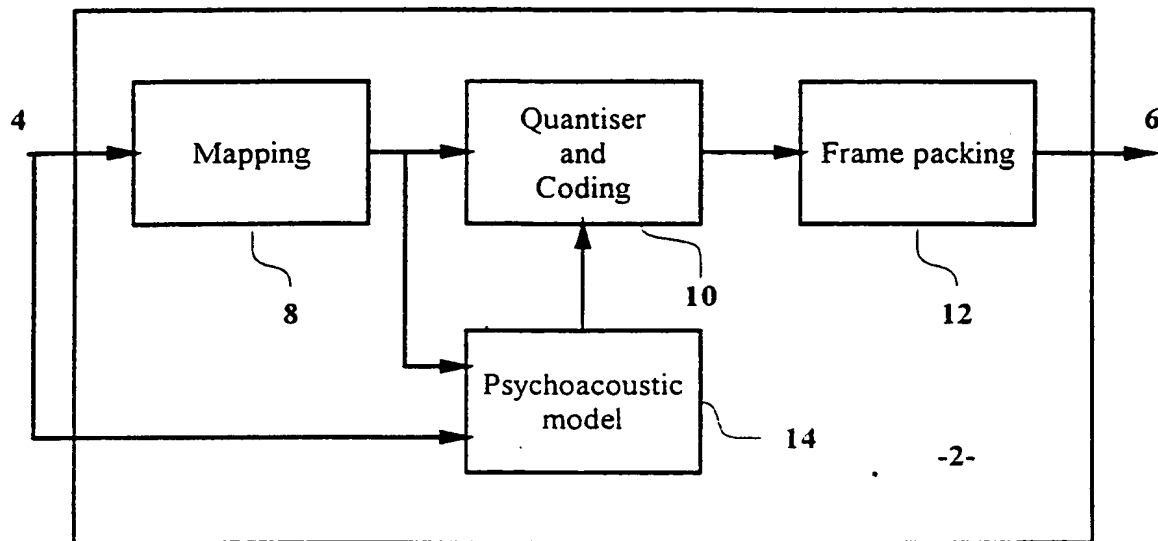 4
Mapping
Quantiser
and
Coding
Frame packing
6
8
10
12
Psychoacoustic
model
14
-2-